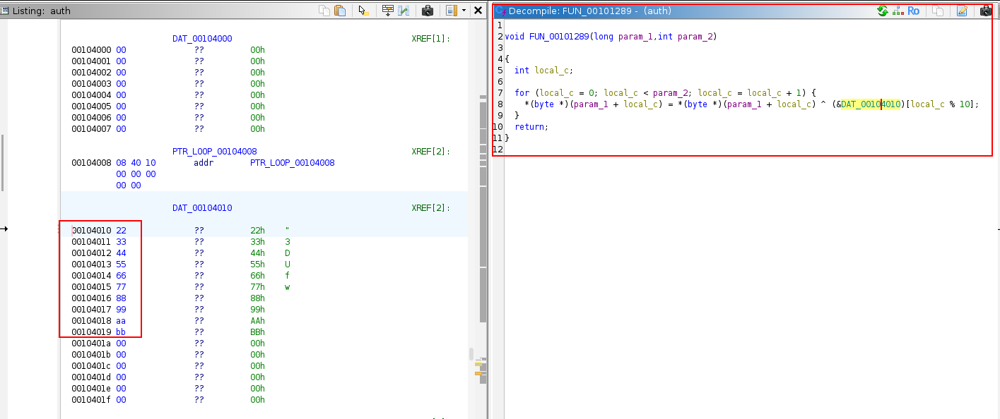 Listing: auth
DAT_00104000 XREF[1]:
00104000 00 ?? 00h
00104001 00 ?? 00h
00104002 00 ?? 00h
00104003 00 ?? 00h
00104004 00 ?? 00h
00104005 00 ?? 00h
00104006 00 ?? 00h
00104007 00 ?? 00h
PTR_LOOP_00104008 XREF[2]:
00104008 08 40 10 addr PTR_LOOP_00104008
00 00 00
00 00
DAT_00104010 XREF[2]:
00104010 22 ?? 22h "
00104011 33 ?? 33h 3
00104012 44 ?? 44h D
00104013 55 ?? 55h U
00104014 66 ?? 66h f
00104015 77 ?? 77h w
00104016 88 ?? 88h
00104017 99 ?? 99h
00104018 aa ?? AAh
00104019 bb ?? BBh
0010401a 00 ?? 00h
0010401b 00 ?? 00h
0010401c 00 ?? 00h
0010401d 00 ?? 00h
0010401e 00 ?? 00h
0010401f 00 ?? 00h
Decompile: FUN_00101289 - (auth) Ro
1
2 void FUN_00101289(long param_1,int param_2)
3
4 {
5 int local_c;
6
7 for (local_c = 0; local_c < param_2; local_c = local_c + 1) {
8 *(byte *)(param_1 + local_c) = *(byte *)(param_1 + local_c) ^ (&DAT_00104010)[local_c % 10];
9 }
10 return;
11 }
12